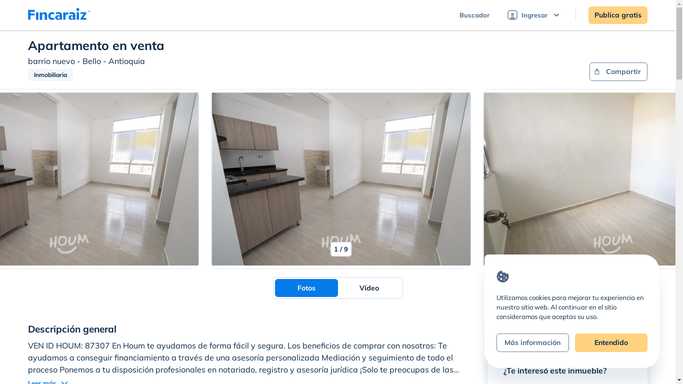 Fincaraiz
Buscador
Ingresar
Publica gratis
Apartamento en venta
barrio nuevo - Bello - Antioquia
Inmobiliaria
Compartir
HOUM
HOUM
HOUM
1 / 9
Fotos
Video
Descripción general
VEN ID HOUM: 87307 En Houm te ayudamos de forma fácil y segura. Los beneficios de comprar con nosotros: Te
ayudamos a conseguir financiamiento a través de una asesoría personalizada Mediación y seguimiento de todo el
proceso Ponemos a tu disposición profesionales en notariado, registro y asesoría jurídica ¡Solo te preocupas de las...
Leer más
Utilizamos cookies para mejorar tu experiencia en
nuestro sitio web. Al continuar en el sitio
consideramos que aceptas su uso.
Más información
Entendido
¿Te interesó este inmueble?